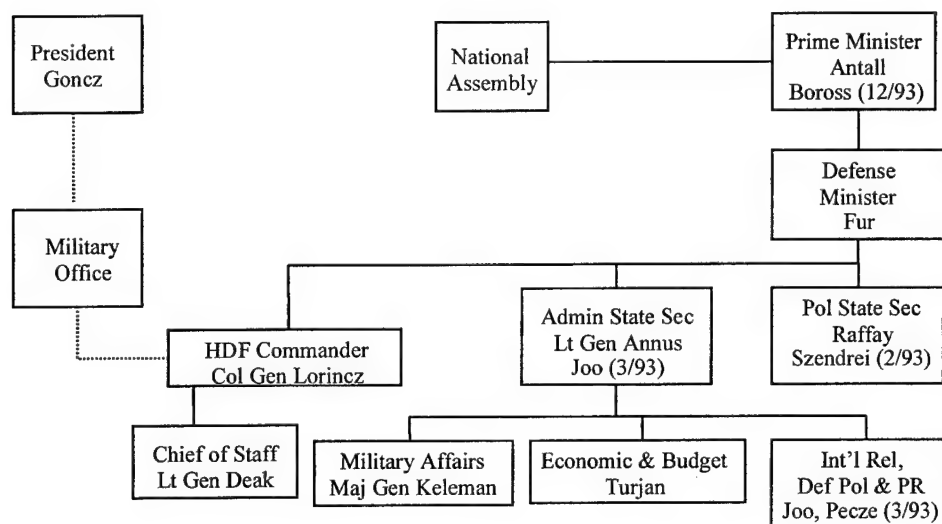 President
Goncz
National
Assembly
Prime Minister
Antall
Boross (12/93)
Defense
Minister
Fur
Military
Office
HDF Commander
Col Gen Lorincz
Admin State Sec
Lt Gen Annus
Joo (3/93)
Pol State Sec
Raffay
Szendrei (2/93)
Chief of Staff
Lt Gen Deak
Military Affairs
Maj Gen Keleman
Economic & Budget
Turjan
Int'l Rel,
Def Pol & PR
Joo, Pecze (3/93)